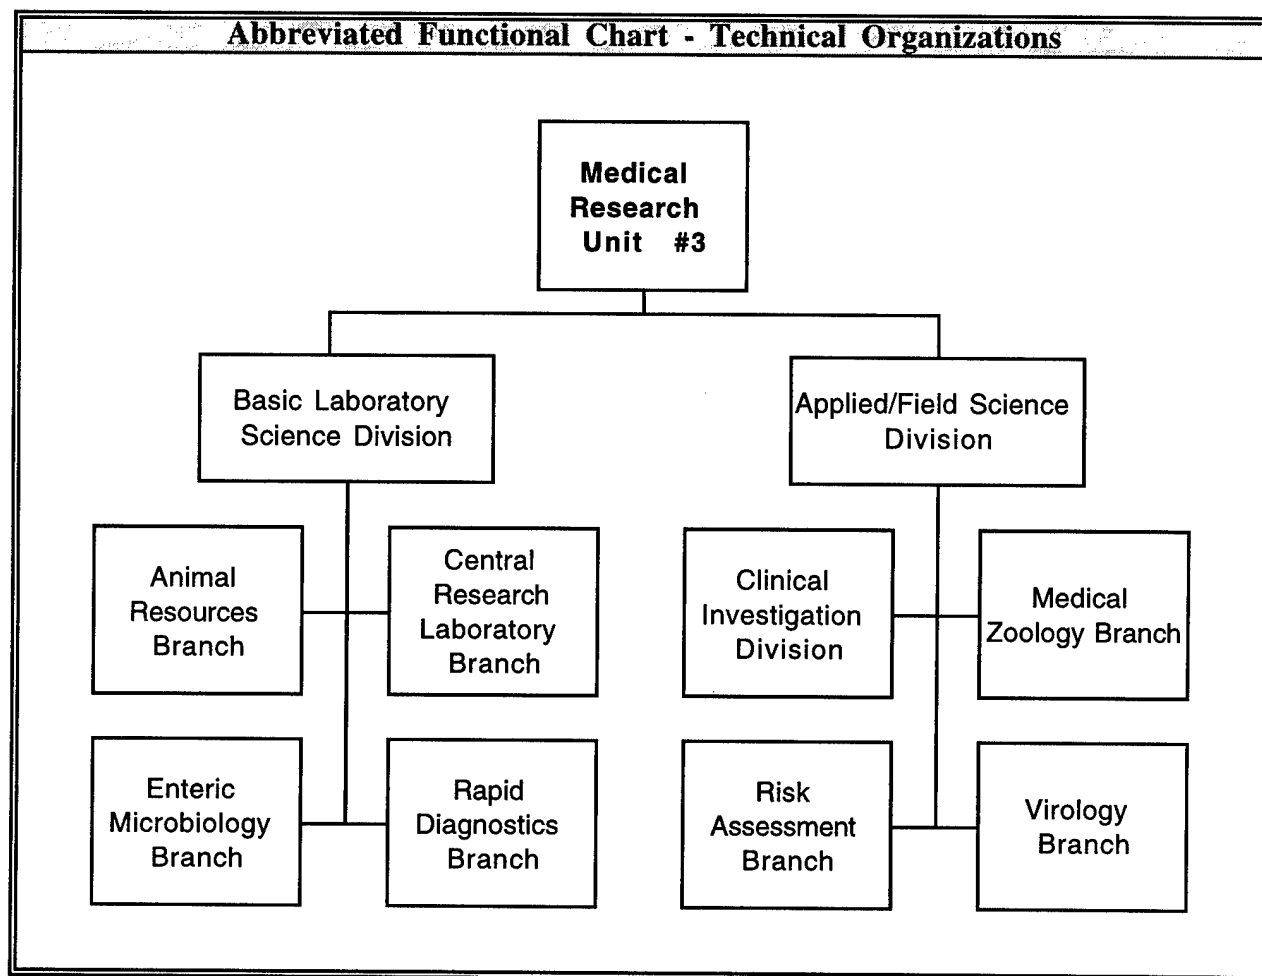 Abbreviated Functional Chart - Technical Organizations
Medical
Research
Unit #3
Basic Laboratory
Science Division
Applied/Field Science
Division
Animal
Resources
Branch
Central
Research
Laboratory
Branch
Clinical
Investigation
Division
Medical
Zoology Branch
Enteric
Microbiology
Branch
Rapid
Diagnostics
Branch
Risk
Assessment
Branch
Virology
Branch